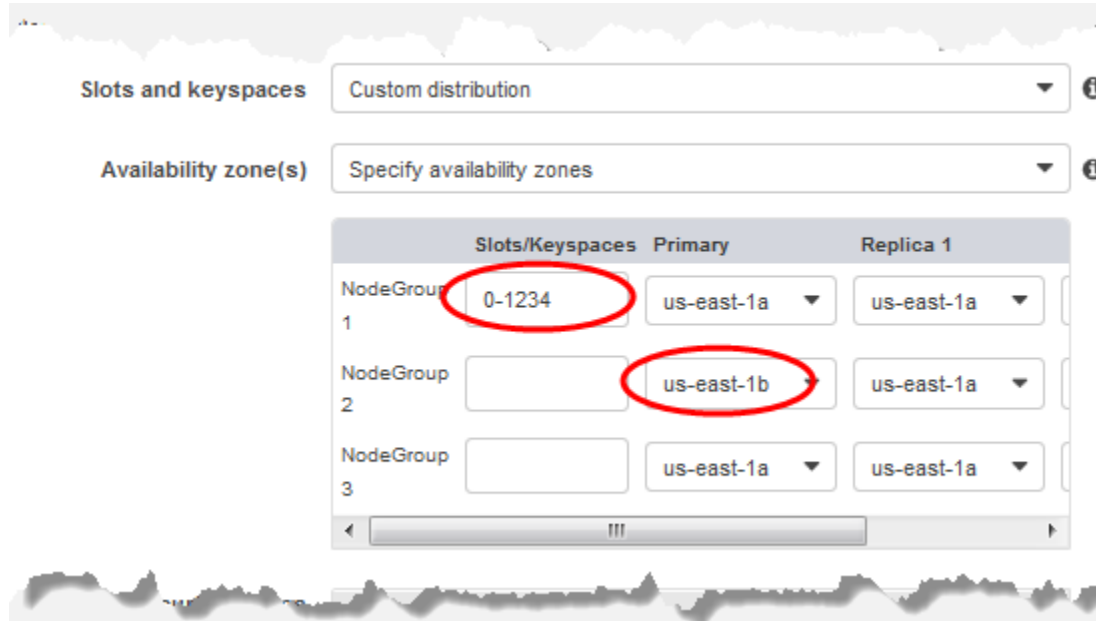 Slots and keyspaces Custom distribution
Availability zone(s) Specify availability zones
Slots/Keyspaces Primary Replica 1
NodeGroup 1 0-1234 us-east-1a us-east-1a
NodeGroup 2 us-east-1b us-east-1a
NodeGroup 3 us-east-1a us-east-1a